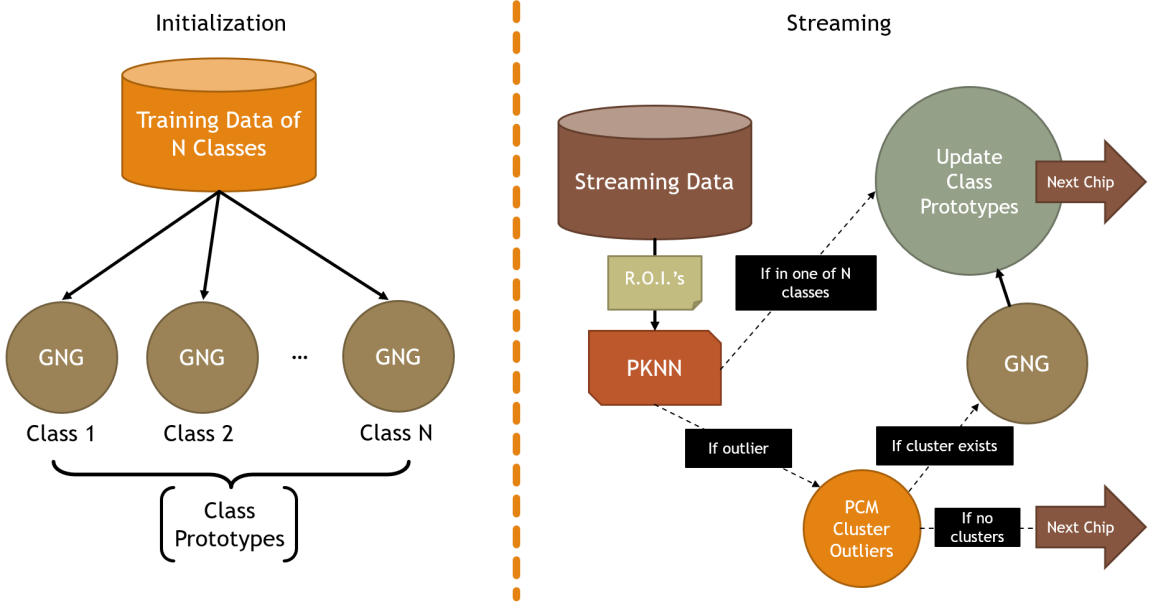 Initialization
Training Data of
N Classes
GNG
GNG
...
GNG
Class 1
Class 2
Class N
Class
Prototypes
Streaming
Streaming Data
R.O.I.'s
PKNN
If in one of N
classes
Update
Class
Prototypes
Next Chip
If outlier
PCM
Cluster
Outliers
If cluster exists
GNG
If no
clusters
Next Chip